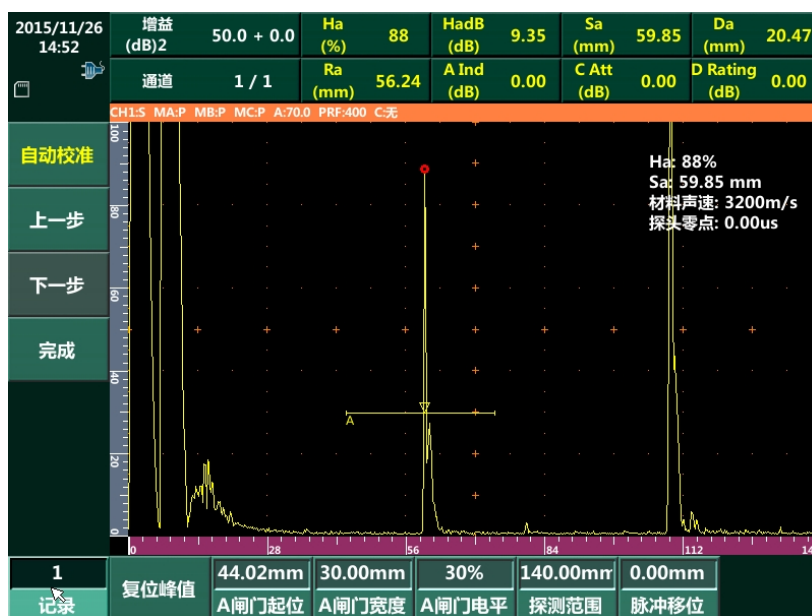 2015/11/26
14:52
增益
(dB)2
50.0 + 0.0
Ha
(%)
88
HadB
(dB)
9.35
Sa
(mm)
59.85
Da
(mm)
20.47
通道
1 / 1
Ra
(mm)
56.24
A Ind
(dB)
0.00
C Att
(dB)
0.00
D Rating
(dB)
0.00
CH1:S MA:P MB:P MC:P A:70.0 PRF:400 C:无
自动校准
上一步
下一步
完成
100
80
60
40
20
Ha: 88%
Sa: 59.85 mm
材料声速: 3200m/s
探头零点: 0.00us
A
0
28
56
84
112
14
1
记录
复位峰值
44.02mm
A闸门起位
30.00mm
A闸门宽度
30%
A闸门电平
140.00mm
探测范围
0.00mm
脉冲移位